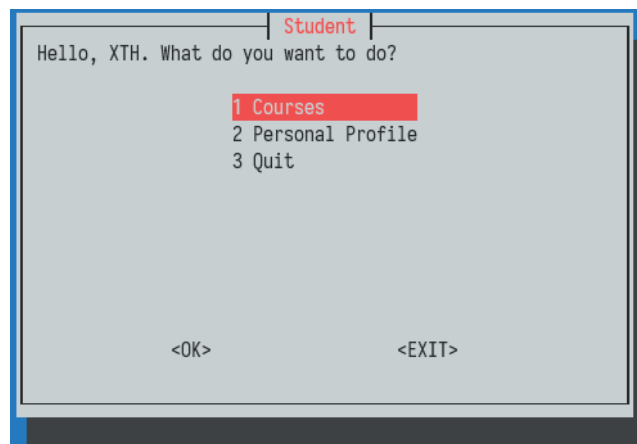 Student
Hello, XTH. What do you want to do?
1 Courses
2 Personal Profile
3 Quit
<OK> <EXIT>